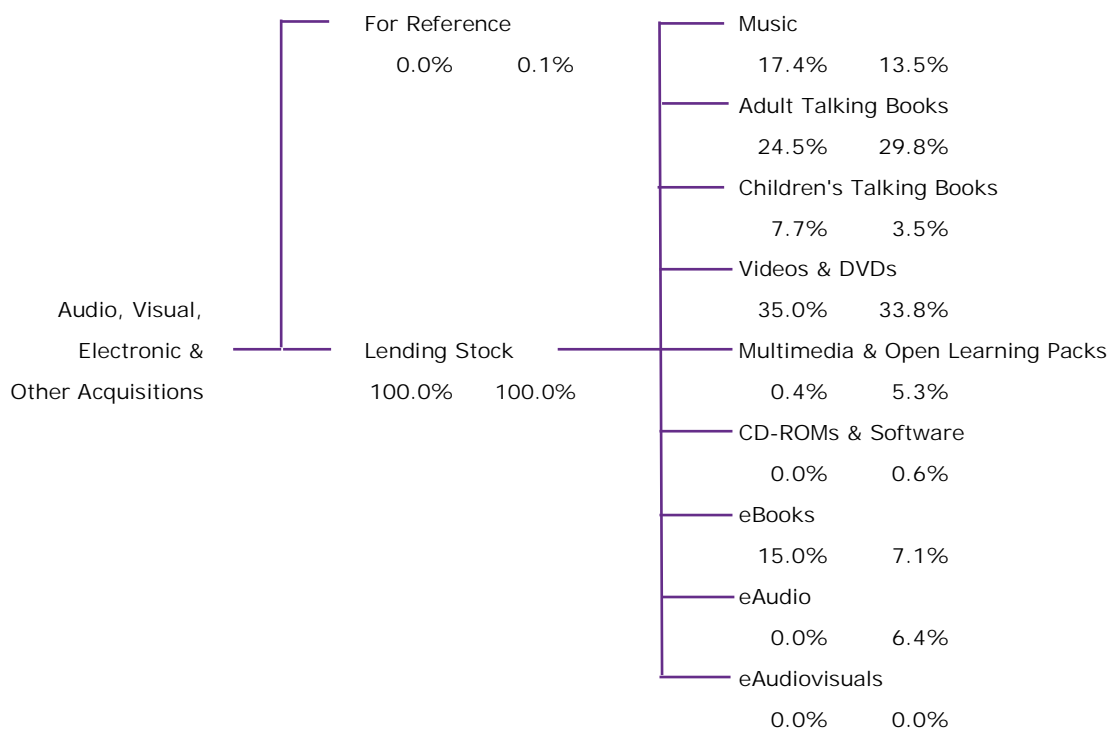 Audio, Visual,
Electronic &
Other Acquisitions
For Reference
0.0% 0.1%
Lending Stock
100.0% 100.0%
Music
17.4% 13.5%
Adult Talking Books
24.5% 29.8%
Children's Talking Books
7.7% 3.5%
Videos & DVDs
35.0% 33.8%
Multimedia & Open Learning Packs
0.4% 5.3%
CD-ROMs & Software
0.0% 0.6%
eBooks
15.0% 7.1%
eAudio
0.0% 6.4%
eAudiovisuals
0.0% 0.0%